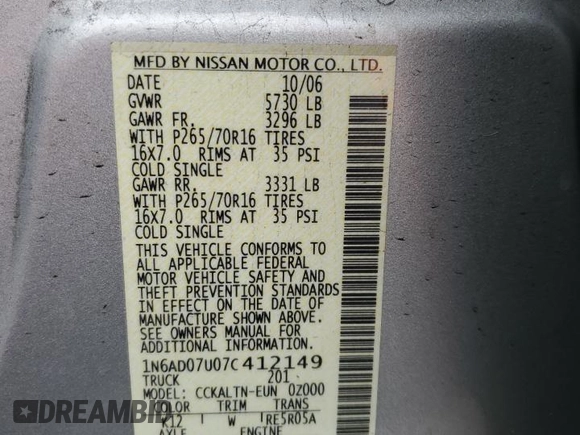 MFD BY NISSAN MOTOR CO., LTD.
DATE 10/06
GVWR 5730 LB
GAWR FR. 3296 LB
WITH P265/70R16 TIRES
16X7.0 RIMS AT 35 PSI
COLD SINGLE
GAWR RR. 3331 LB
WITH P265/70R16 TIRES
16X7.0 RIMS AT 35 PSI
COLD SINGLE
THIS VEHICLE CONFORMS TO
ALL APPLICABLE FEDERAL
MOTOR VEHICLE SAFETY AND
THEFT PREVENTION STANDARDS
IN EFFECT ON THE DATE OF
MANUFACTURE SHOWN ABOVE.
SEE OWNERS MANUAL FOR
ADDITIONAL INFORMATION.
1N6AD07U07C412149
TRUCK 201
MODEL: CCKALTN-EUN 0Z000
COLOR TRIM TRANS
K12 W RE5R05A
AXLE ENGINE
DREAMBID